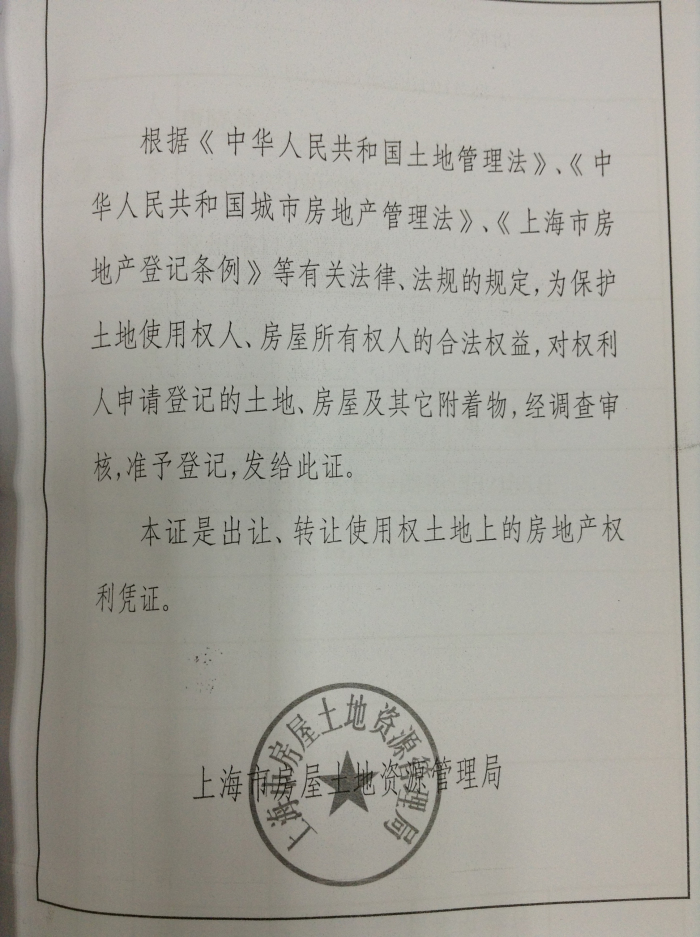 根据《中华人民共和国土地管理法》、《中
华人民共和国城市房地产管理法》、《上海市房
地产登记条例》等有关法律、法规的规定,为保护
土地使用权人、房屋所有权人的合法权益,对权利
人申请登记的土地、房屋及其它附着物,经调查审
核,准予登记,发给此证。
本证是出让、转让使用权土地上的房地产权
利凭证。
上海市房屋土地资源管理局
上海市房屋土地资源管理局